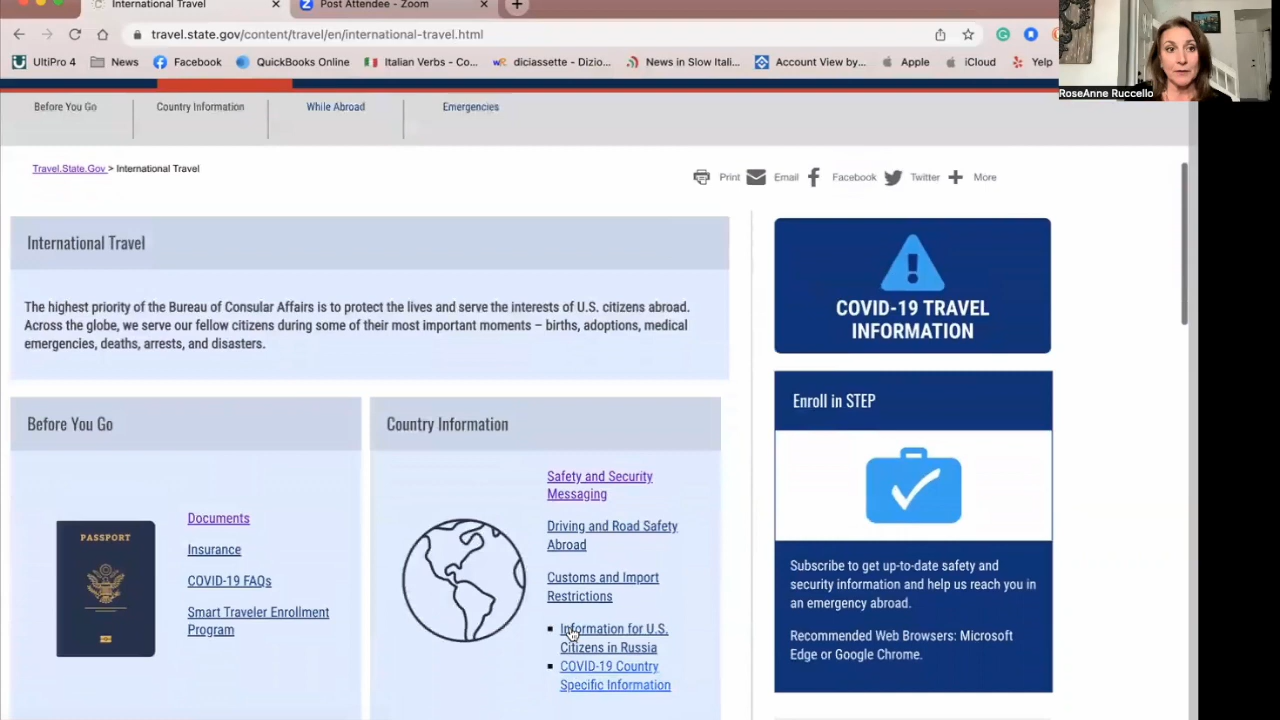 International Travel
Post Attendee - Zoom
travel.state.gov/content/travel/en/international-travel.html
UltiPro 4
News
Facebook
QuickBooks Online
Italian Verbs - Co...
diciassette - Dizio...
News in Slow Itali...
Account View by...
Apple
iCloud
Yelp
RoseAnne Ruccello
Before You Go
Country Information
While Abroad
Emergencies
Travel.State.Gov > International Travel
Print
Email
Facebook
Twitter
More
International Travel
The highest priority of the Bureau of Consular Affairs is to protect the lives and serve the interests of U.S. citizens abroad.
Across the globe, we serve our fellow citizens during some of their most important moments – births, adoptions, medical
emergencies, deaths, arrests, and disasters.
COVID-19 TRAVEL
INFORMATION
Before You Go
PASSPORT
Documents
Insurance
COVID-19 FAQs
Smart Traveler Enrollment
Program
Country Information
Safety and Security
Messaging
Driving and Road Safety
Abroad
Customs and Import
Restrictions
Information for U.S.
Citizens in Russia
COVID-19 Country
Specific Information
Enroll in STEP
Subscribe to get up-to-date safety and
security information and help us reach you in
an emergency abroad.
Recommended Web Browsers: Microsoft
Edge or Google Chrome.